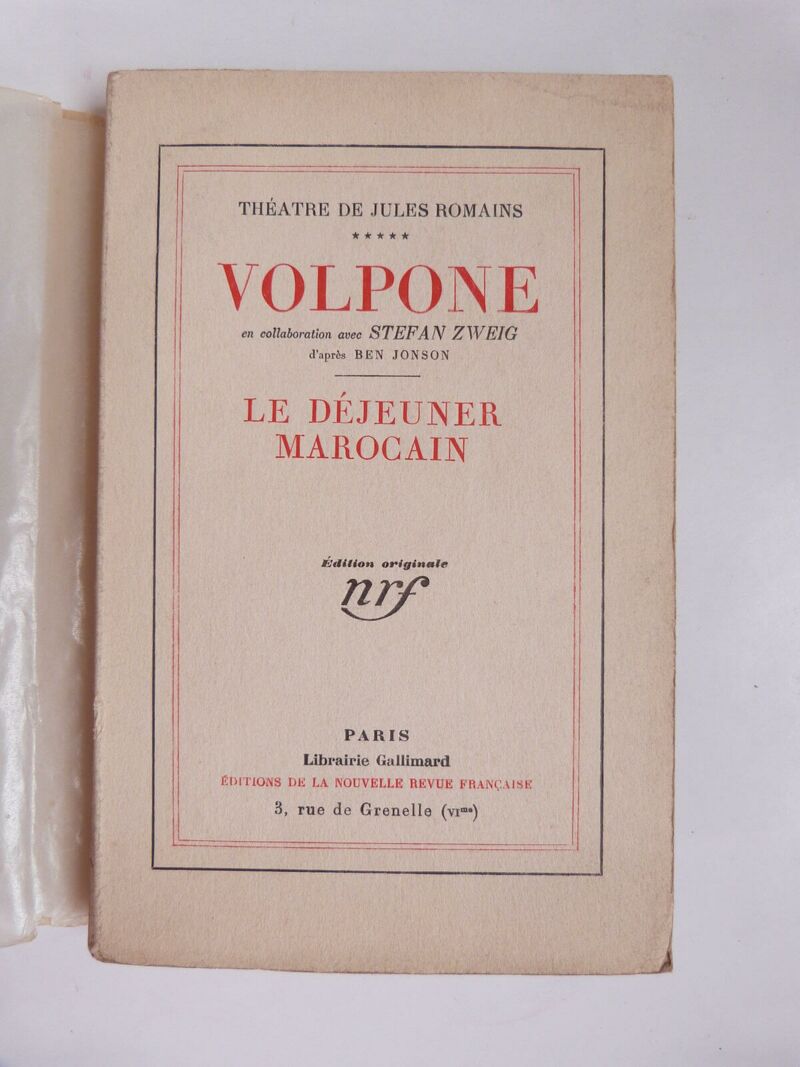 THÉATRE DE JULES ROMAINS
★★★★★
VOLPONE
en collaboration avec STEFAN ZWEIG
d'après BEN JONSON
LE DÉJEUNER
MAROCAIN
Édition originale
nrf
PARIS
Librairie Gallimard
ÉDITIONS DE LA NOUVELLE REVUE FRANÇAISE
3, rue de Grenelle (VIme)